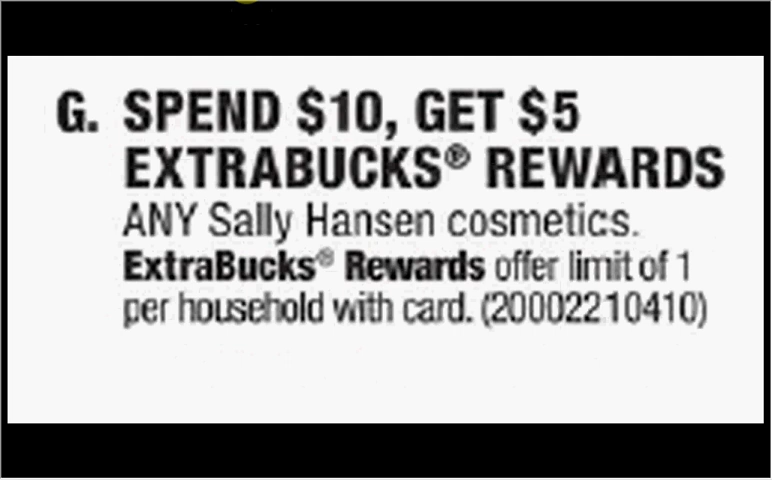 G. SPEND $10, GET $5
EXTRABUCKS® REWARDS
ANY Sally Hansen cosmetics.
ExtraBucks® Rewards offer limit of 1
per household with card. (20002210410)